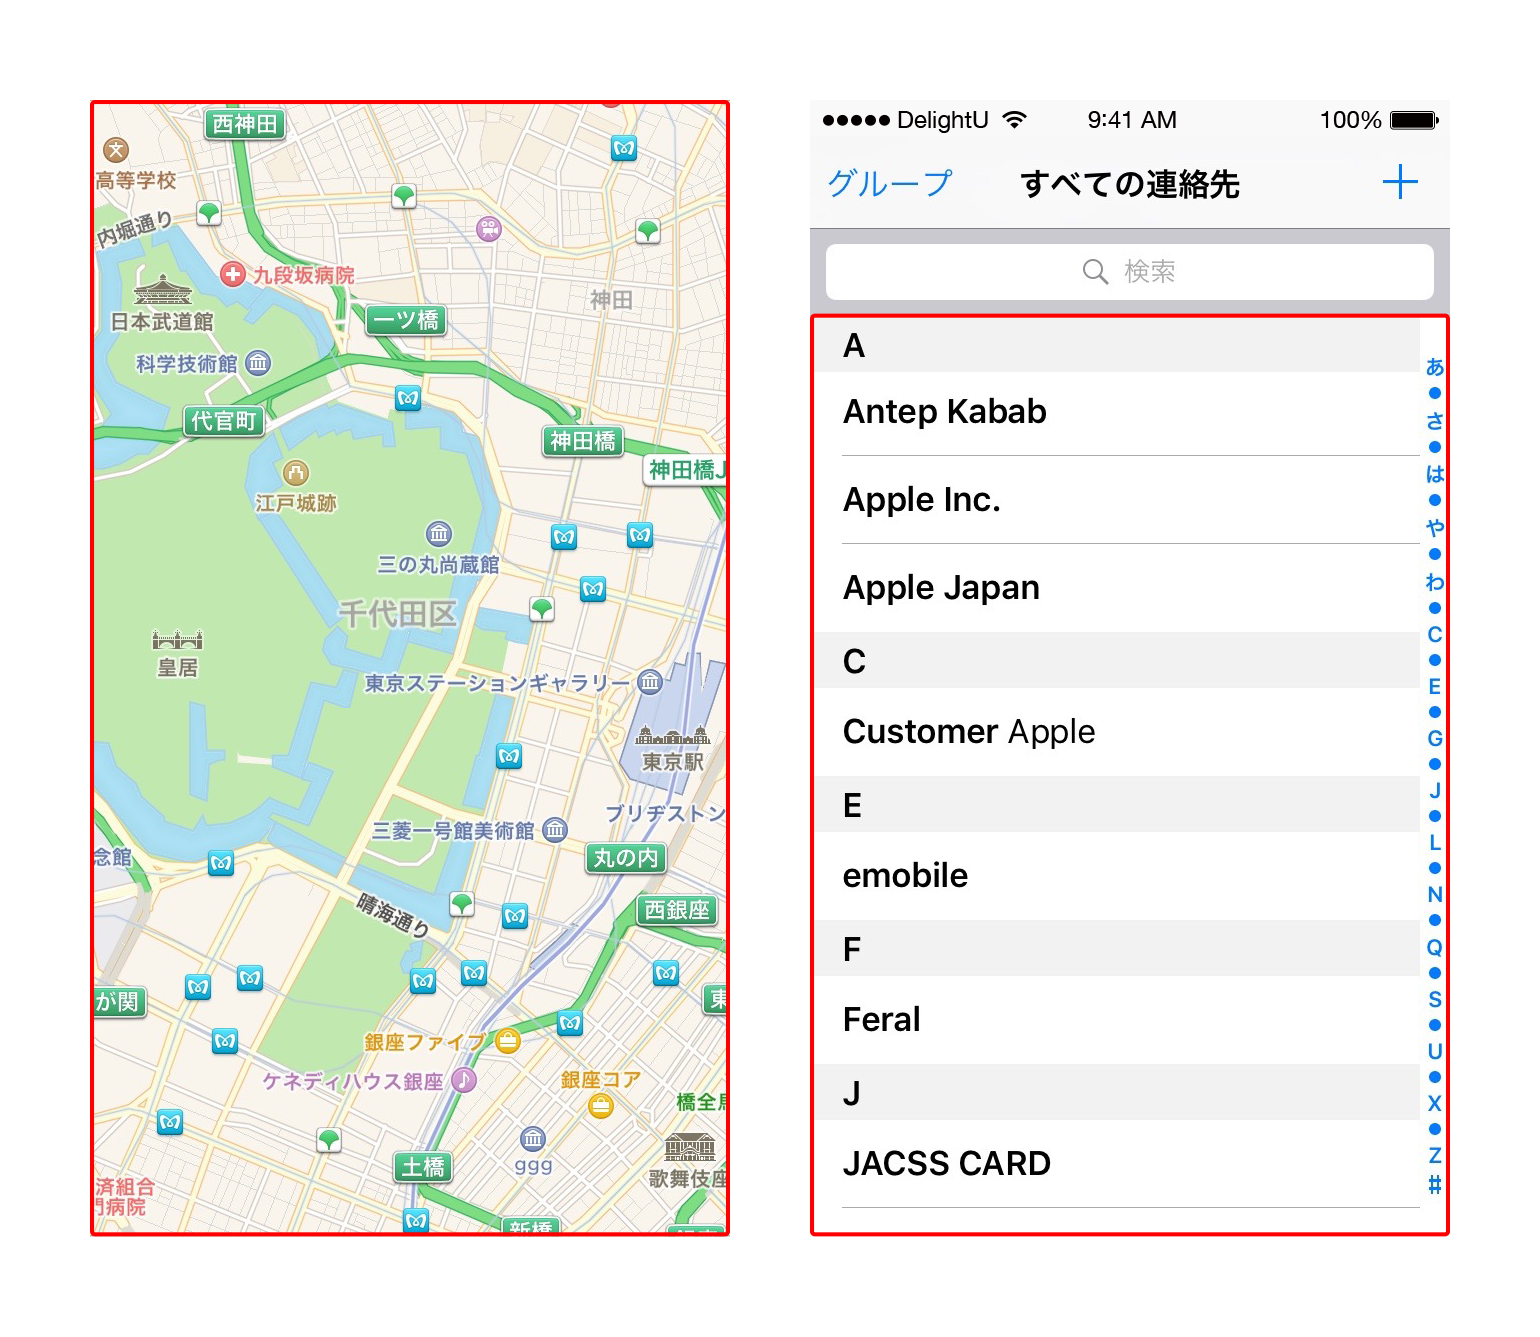 西神田
高等学校
内堀通り
九段坂病院
神田
日本武道館
一ツ橋
科学技術館
代官町
神田橋
神田橋J
江戸城跡
三の丸尚蔵館
千代田区
皇居
東京ステーションギャラリー
東京駅
ブリヂストン
三菱一号館美術館
念館
丸の内
晴海通り
西銀座
が関
東
銀座ファイブ
ケネディハウス銀座
銀座コア
橋全
ggg
土橋
歌舞伎座
済組合
門病院
新橋
DelightU
9:41 AM
100%
グループ
すべての連絡先
検索
A
Antep Kabab
Apple Inc.
Apple Japan
C
Customer Apple
E
emobile
F
Feral
J
JACSS CARD
あ
●
さ
●
は
●
や
●
わ
●
C
●
E
●
G
●
J
●
L
●
N
●
Q
●
S
●
U
●
X
●
Z
#